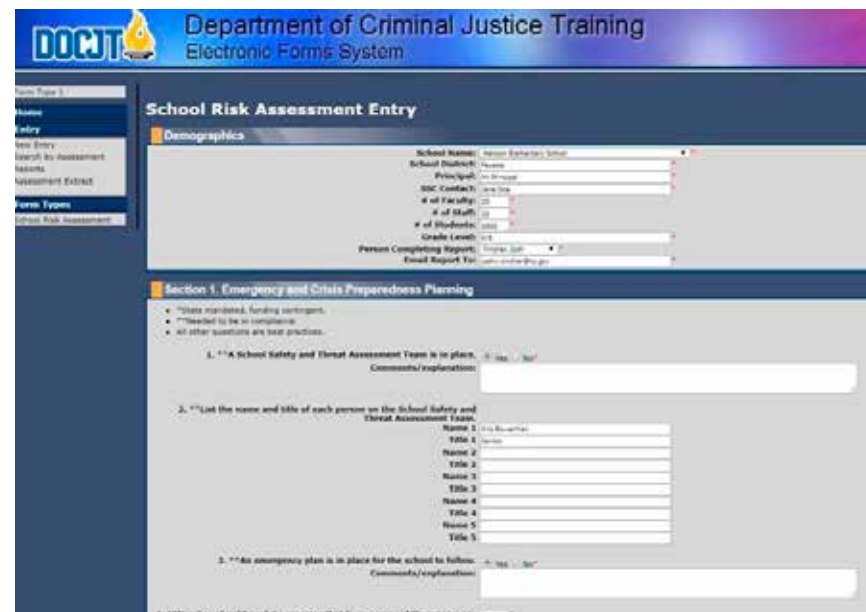 DOCJT
Department of Criminal Justice Training
Electronic Forms System
Form Type 1
Home
Entry
New Entry
Search by Assessment
Reports
Assessment Extract
Form Types
School Risk Assessment
School Risk Assessment Entry
Demographics
School Name: Elementary School *
School District: *
Principal: *
SSC Contact: *
# of Faculty: *
# of Staff: *
# of Students: *
Grade Level: *
Person Completing Report: *
Email Report To: *
Section 1. Emergency and Crisis Preparedness Planning
*State mandated, funding contingent.
**Needed to be in compliance.
All other questions are best practices.
1. **A School Safety and Threat Assessment Team is in place. Yes No*
Comments/explanation:
2. **List the name and title of each person on the School Safety and
Threat Assessment Team.
Name 1
Title 1
Name 2
Title 2
Name 3
Title 3
Name 4
Title 4
Name 5
Title 5
3. **An emergency plan is in place for the school to follow. Yes No*
Comments/explanation: